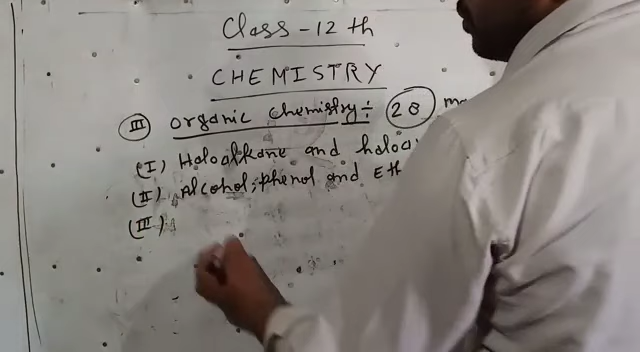 Class - 12 th
CHEMISTRY
(III) Organic Chemistry :- 28
(I) Haloalkane and
(II) Alcohol, phenol and
(III)